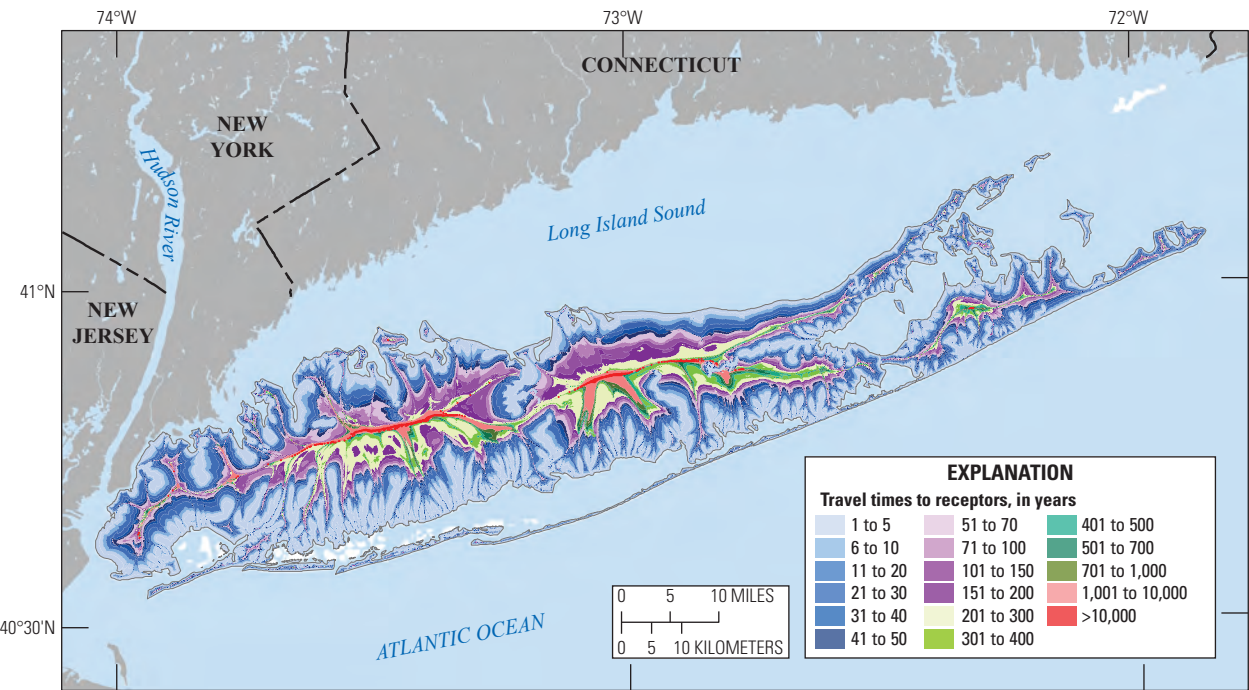 74°W 73°W 72°W
CONNECTICUT
NEW
YORK
Hudson River
Long Island Sound
41°N
NEW
JERSEY
EXPLANATION
Travel times to receptors, in years
1 to 5
6 to 10
11 to 20
21 to 30
31 to 40
41 to 50
51 to 70
71 to 100
101 to 150
151 to 200
201 to 300
301 to 400
401 to 500
501 to 700
701 to 1,000
1,001 to 10,000
>10,000
0 5 10 MILES
0 5 10 KILOMETERS
40°30'N
ATLANTIC OCEAN